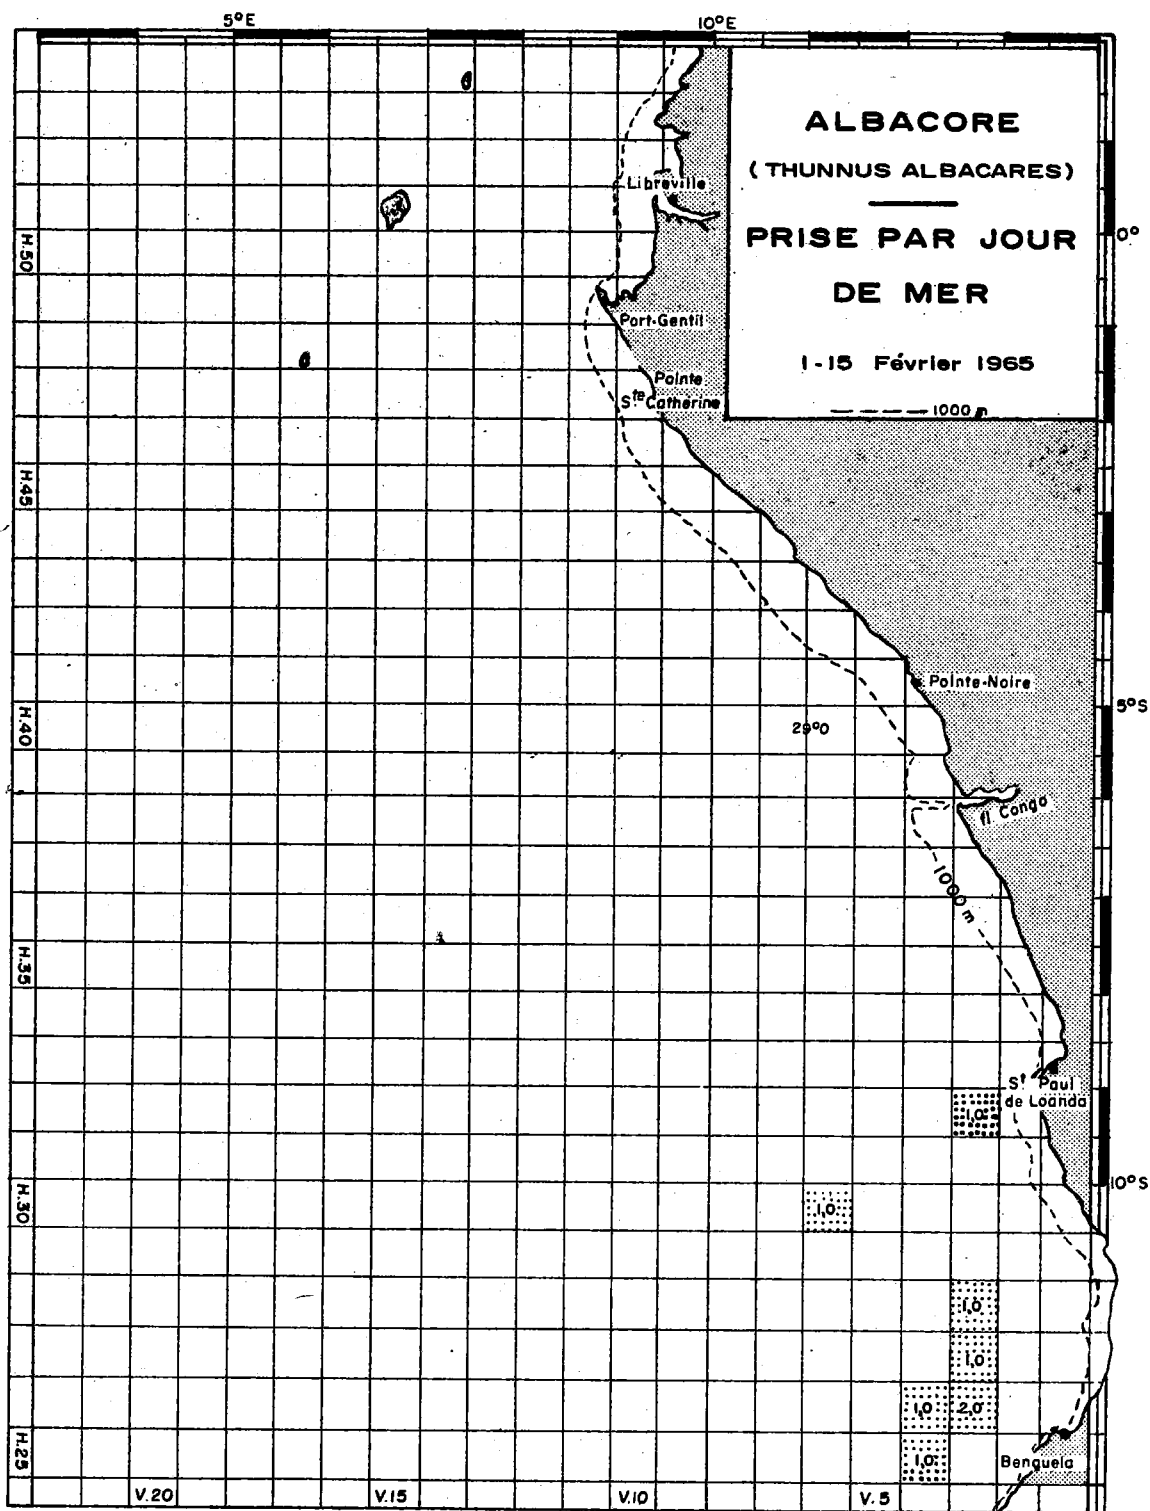 5°E
10°E
ALBACORE
(THUNNUS ALBACARES)
PRISE PAR JOUR
DE MER
1-15 Février 1965
1000 m
Libreville
0°
H.50
Port-Gentil
Pointe
Ste Catherine
H.45
Pointe-Noire
5°S
H.40
29°0
fl Congo
1000 m
H.35
St Paul
de Loanda
1,0
10°S
H.30
1,0
1,0
1,0
1,0
2,0
H.25
1,0
Benguela
V.20
V.15
V.10
V.5